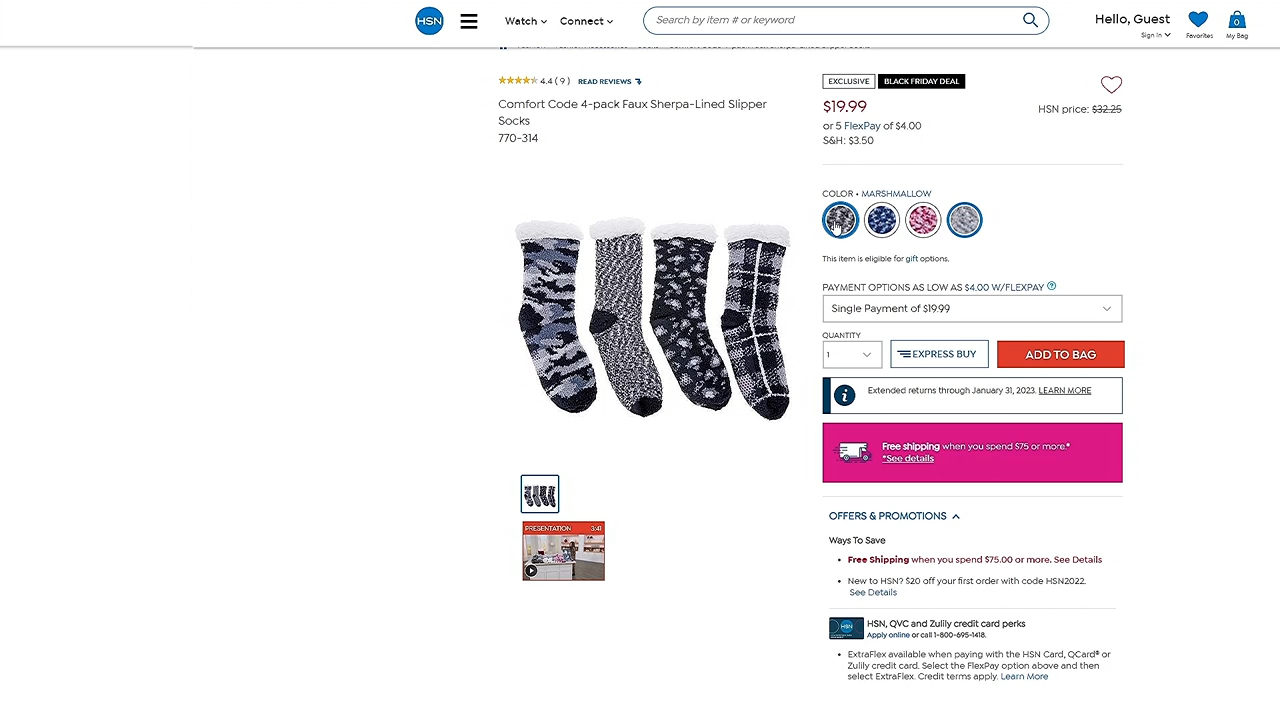 HSN
Watch
Connect
Search by item # or keyword
Hello, Guest
Sign In
Favorites
0
My Bag
4.4 ( 9 ) READ REVIEWS
Comfort Code 4-pack Faux Sherpa-Lined Slipper
Socks
770-314
EXCLUSIVE BLACK FRIDAY DEAL
$19.99
HSN price: $32.25
or 5 FlexPay of $4.00
S&H: $3.50
COLOR • MARSHMALLOW
This item is eligible for gift options.
PAYMENT OPTIONS AS LOW AS $4.00 W/FLEXPAY
Single Payment of $19.99
QUANTITY
1
EXPRESS BUY
ADD TO BAG
Extended returns through January 31, 2023. LEARN MORE
Free shipping when you spend $75 or more.*
*See details
PRESENTATION 3:41
OFFERS & PROMOTIONS
Ways To Save
• Free Shipping when you spend $75.00 or more. See Details
• New to HSN? $20 off your first order with code HSN2022.
See Details
HSN, QVC and Zulily credit card perks
Apply online or call 1-800-695-1418.
• ExtraFlex available when paying with the HSN Card, QCard® or
Zulily credit card. Select the FlexPay option above and then
select ExtraFlex. Credit terms apply. Learn More